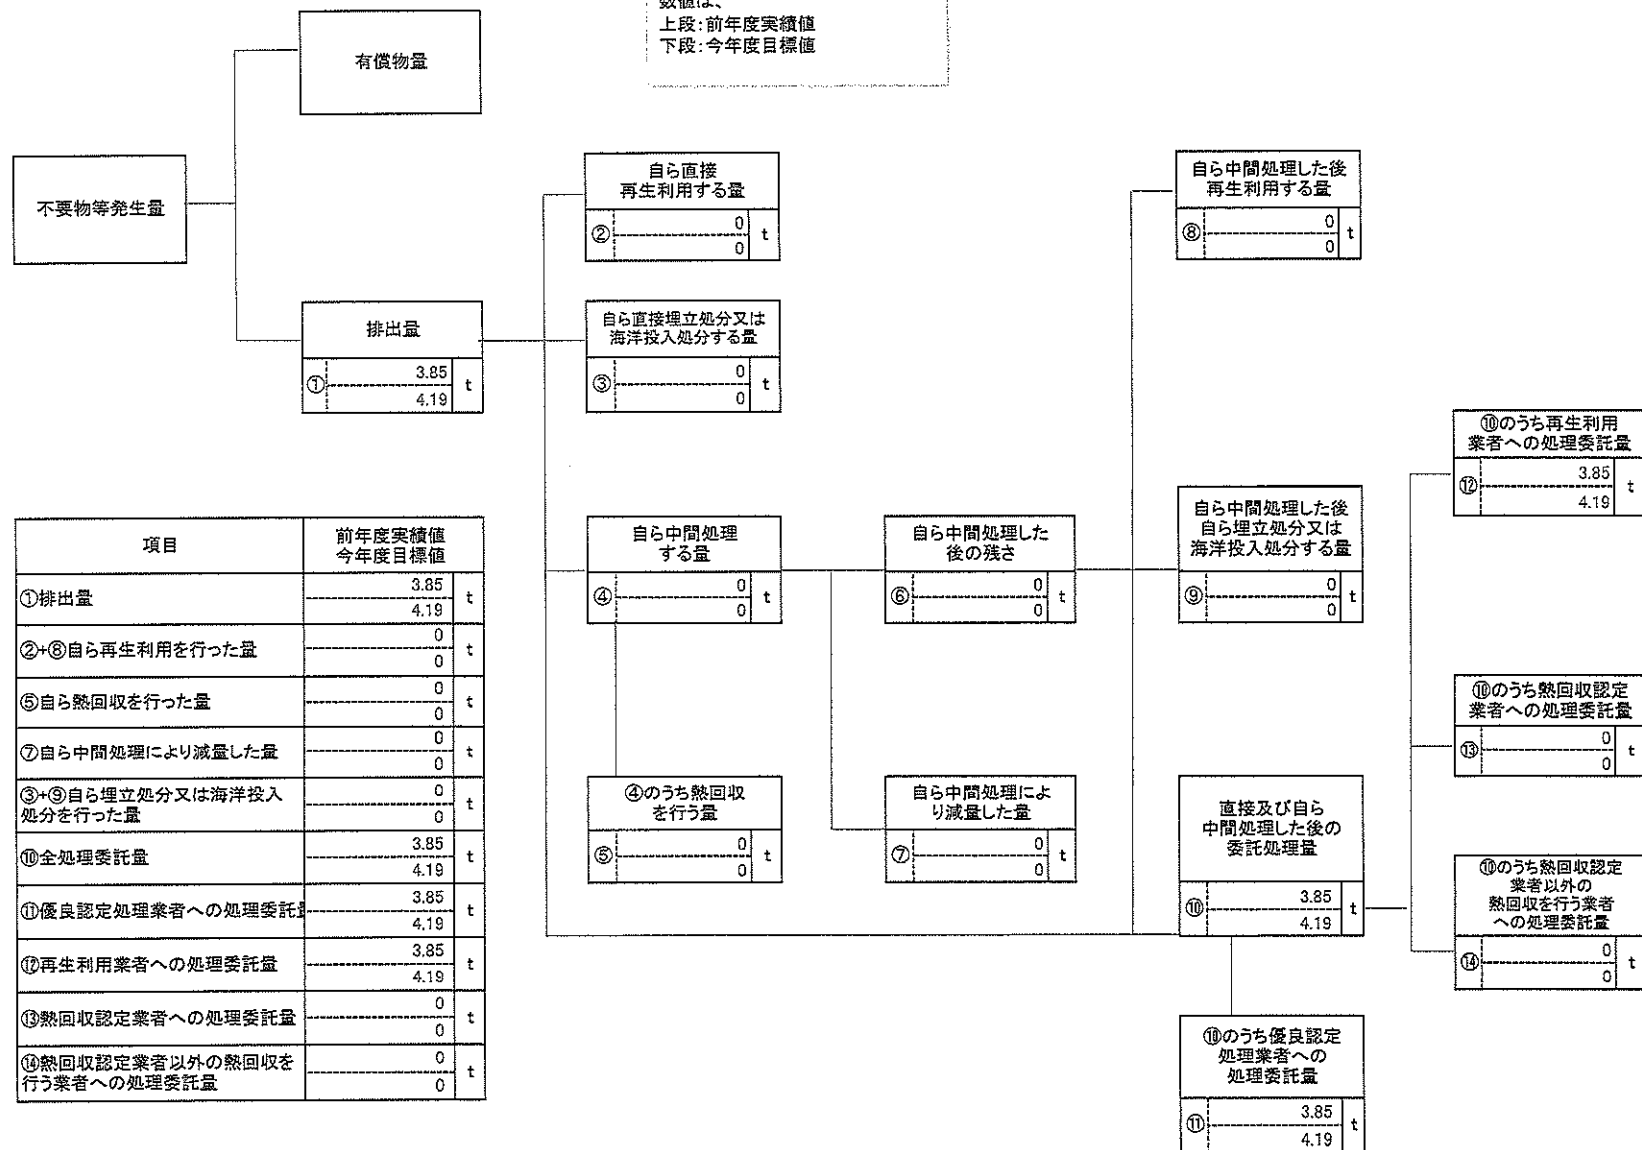 数値は、
上段:前年度実績値
下段:今年度目標値
有償物量
不要物等発生量
排出量
① 3.85 t
4.19
自ら直接
再生利用する量
② 0 t
0
自ら直接埋立処分又は
海洋投入処分する量
③ 0 t
0
自ら中間処理
する量
④ 0 t
0
④のうち熱回収
を行う量
⑤ 0 t
0
自ら中間処理した
後の残さ
⑥ 0 t
0
自ら中間処理によ
り減量した量
⑦ 0 t
0
自ら中間処理した後
再生利用する量
⑧ 0 t
0
自ら中間処理した後
自ら埋立処分又は
海洋投入処分する量
⑨ 0 t
0
直接及び自ら
中間処理した後の
委託処理量
⑩ 3.85 t
4.19
⑩のうち優良認定
処理業者への
処理委託量
⑪ 3.85 t
4.19
⑩のうち再生利用
業者への処理委託量
⑫ 3.85 t
4.19
⑩のうち熱回収認定
業者への処理委託量
⑬ 0 t
0
⑩のうち熱回収認定
業者以外の
熱回収を行う業者
への処理委託量
⑭ 0 t
0
項目 前年度実績値
今年度目標値
①排出量 3.85 t
4.19
②+⑧自ら再生利用を行った量 0 t
0
⑤自ら熱回収を行った量 0 t
0
⑦自ら中間処理により減量した量 0 t
0
③+⑨自ら埋立処分又は海洋投入
処分を行った量 0 t
0
⑩全処理委託量 3.85 t
4.19
⑪優良認定処理業者への処理委託量 3.85 t
4.19
⑫再生利用業者への処理委託量 3.85 t
4.19
⑬熱回収認定業者への処理委託量 0 t
0
⑭熱回収認定業者以外の熱回収を
行う業者への処理委託量 0 t
0